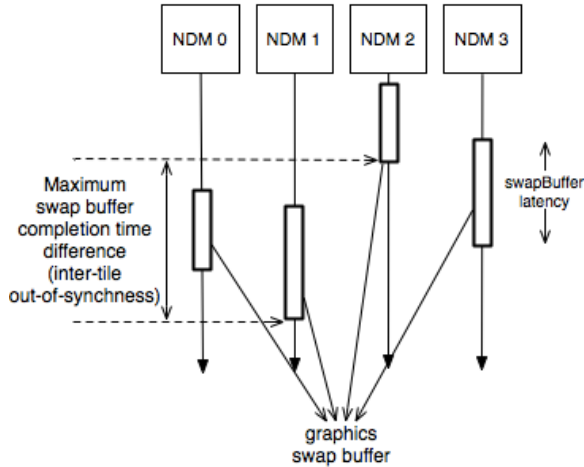 NDM 0
NDM 1
NDM 2
NDM 3
Maximum
swap buffer
completion time
difference
(inter-tile
out-of-synchness)
swapBuffer
latency
graphics
swap buffer